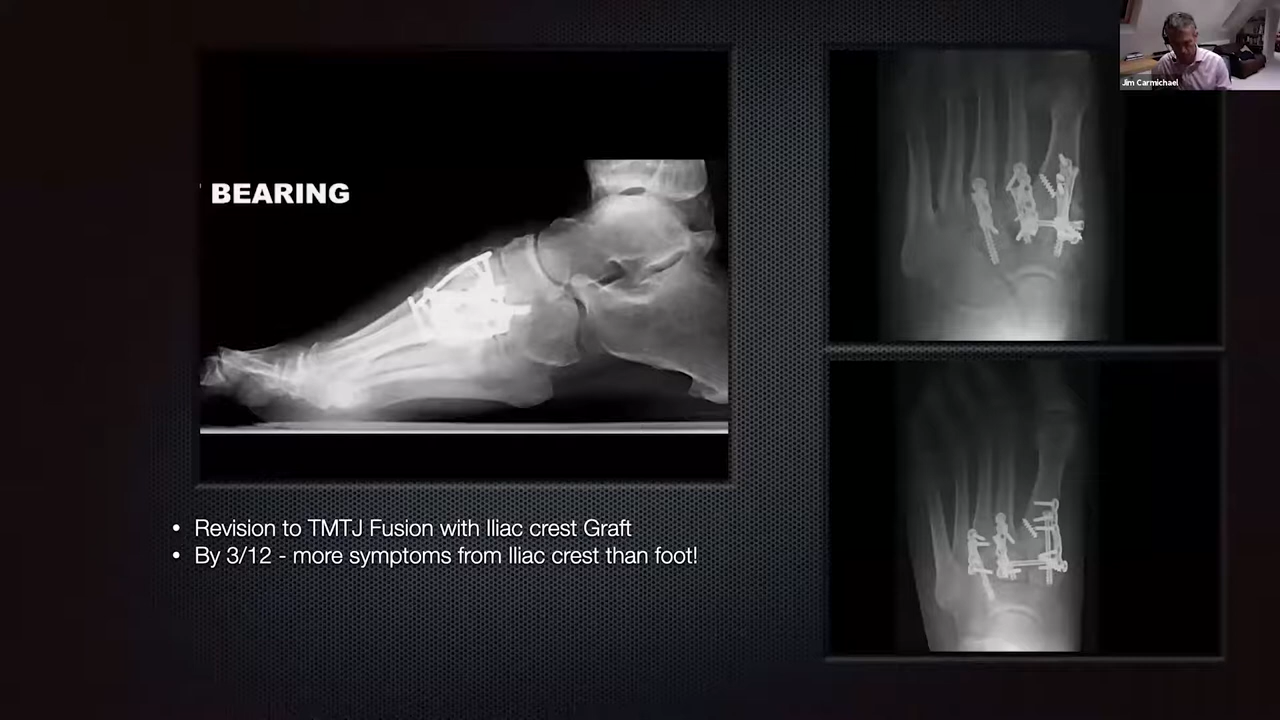 BEARING
• Revision to TMTJ Fusion with Iliac crest Graft
• By 3/12 - more symptoms from Iliac crest than foot!
Jim Carmichael